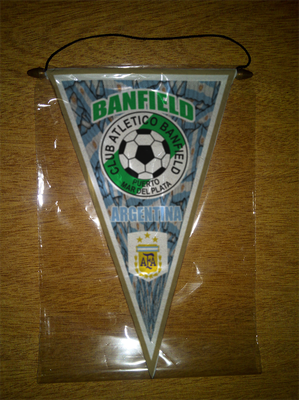 BANFIELD
CLUB ATLETICO BANFIELD
PUERTO
MAR DEL PLATA
ARGENTINA
AFA